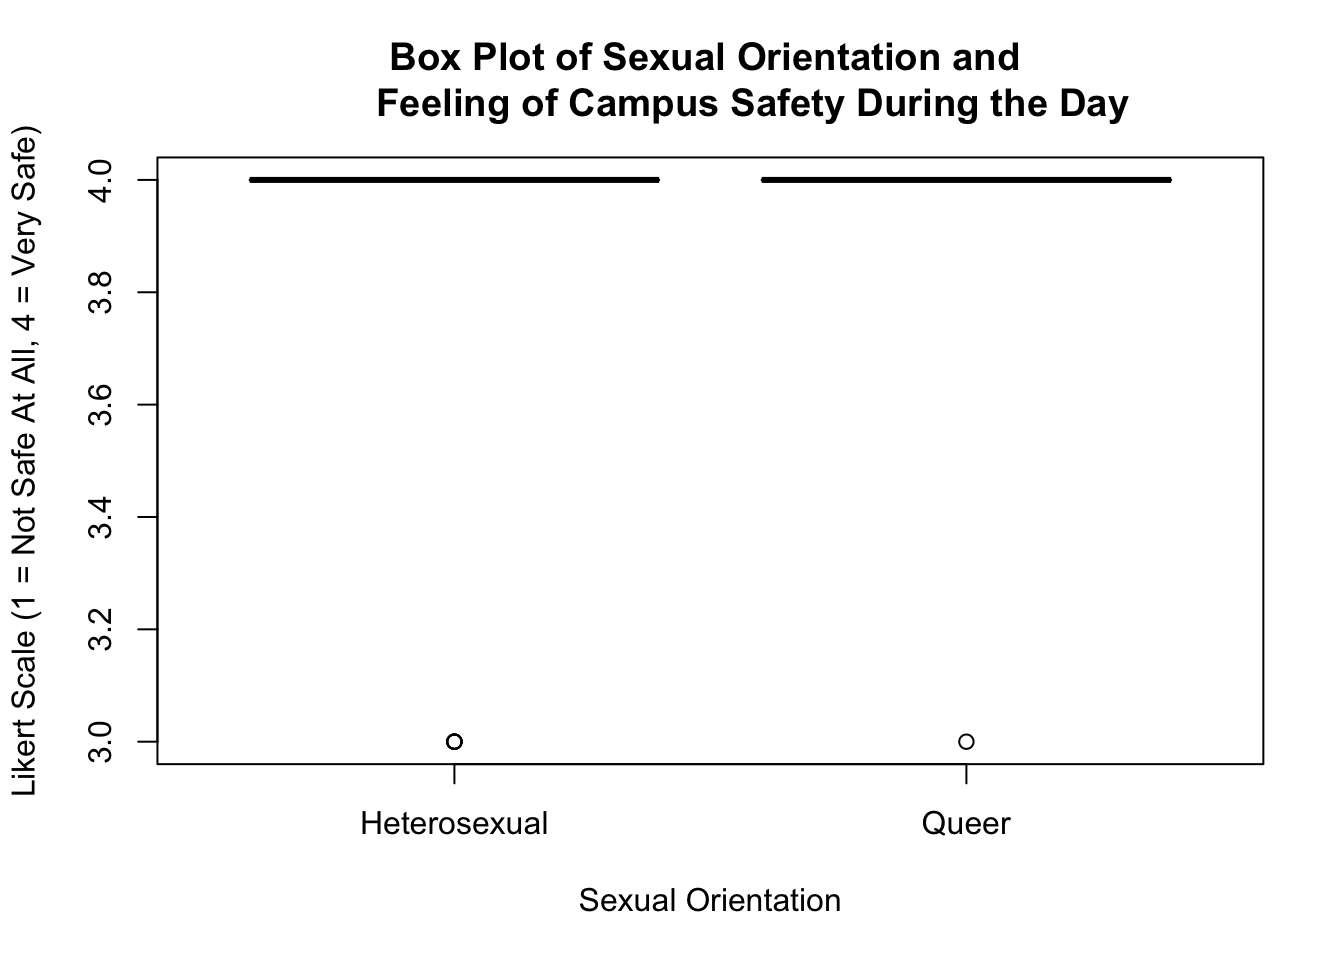 Box Plot of Sexual Orientation and
Feeling of Campus Safety During the Day
Likert Scale (1 = Not Safe At All, 4 = Very Safe)
4.0
3.8
3.6
3.4
3.2
3.0
Heterosexual
Queer
Sexual Orientation